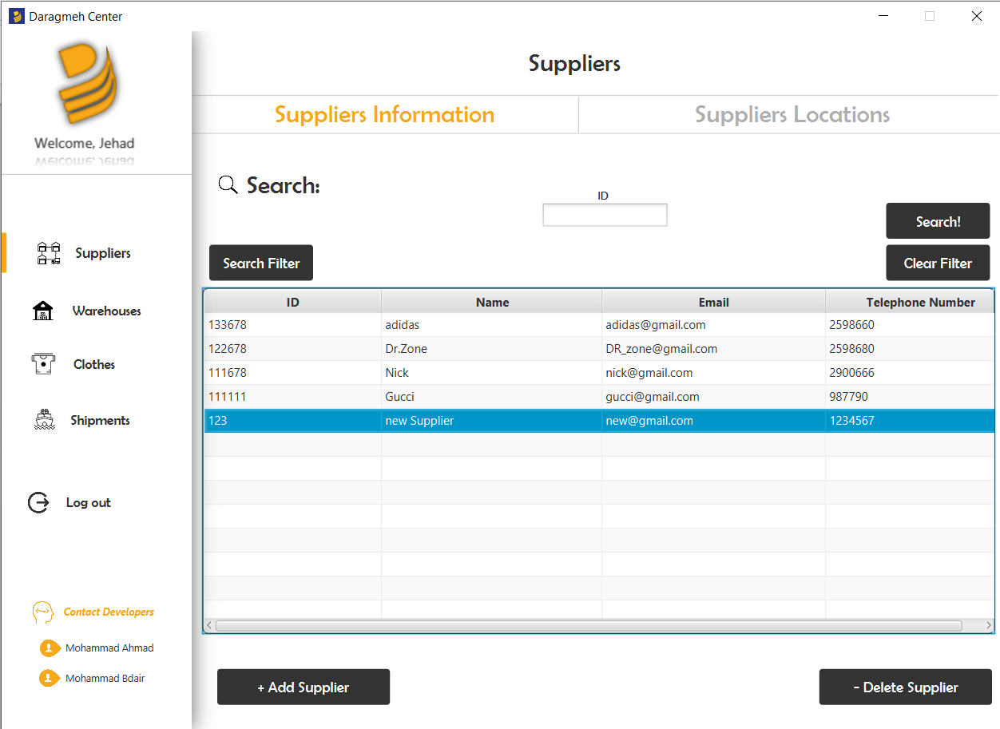 Daragmeh Center
Welcome, Jehad
Suppliers
Warehouses
Clothes
Shipments
Log out
Contact Developers
Mohammad Ahmad
Mohammad Bdair
Suppliers
Suppliers Information Suppliers Locations
Search:
ID
Search!
Search Filter Clear Filter
ID Name Email Telephone Number
133678 adidas adidas@gmail.com 2598660
122678 Dr.Zone DR_zone@gmail.com 2598680
111678 Nick nick@gmail.com 2900666
111111 Gucci gucci@gmail.com 987790
123 new Supplier new@gmail.com 1234567
+ Add Supplier - Delete Supplier